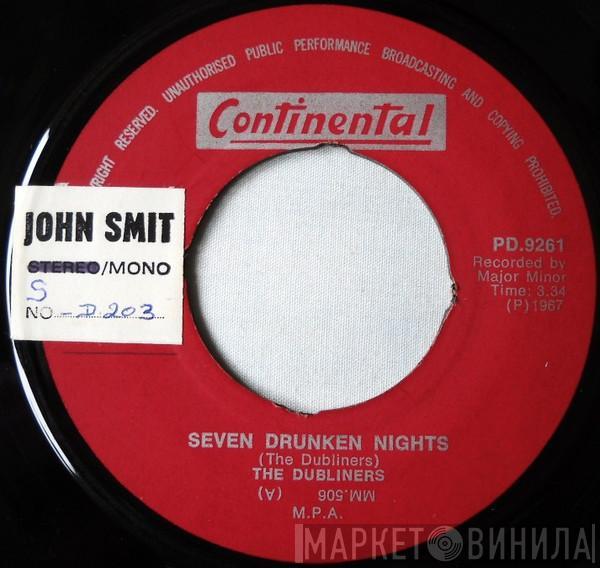 COPYRIGHT RESERVED. UNAUTHORISED PUBLIC PERFORMANCE BROADCASTING AND COPYING PROHIBITED.
Continental
JOHN SMIT
STEREO/MONO
S
NO - D 203
PD.9261
Recorded by
Major Minor
Time: 3.34
(P) 1967
SEVEN DRUNKEN NIGHTS
(The Dubliners)
THE DUBLINERS
MM.506 (A)
M.P.A.
МАРКЕТ ВИНИЛА